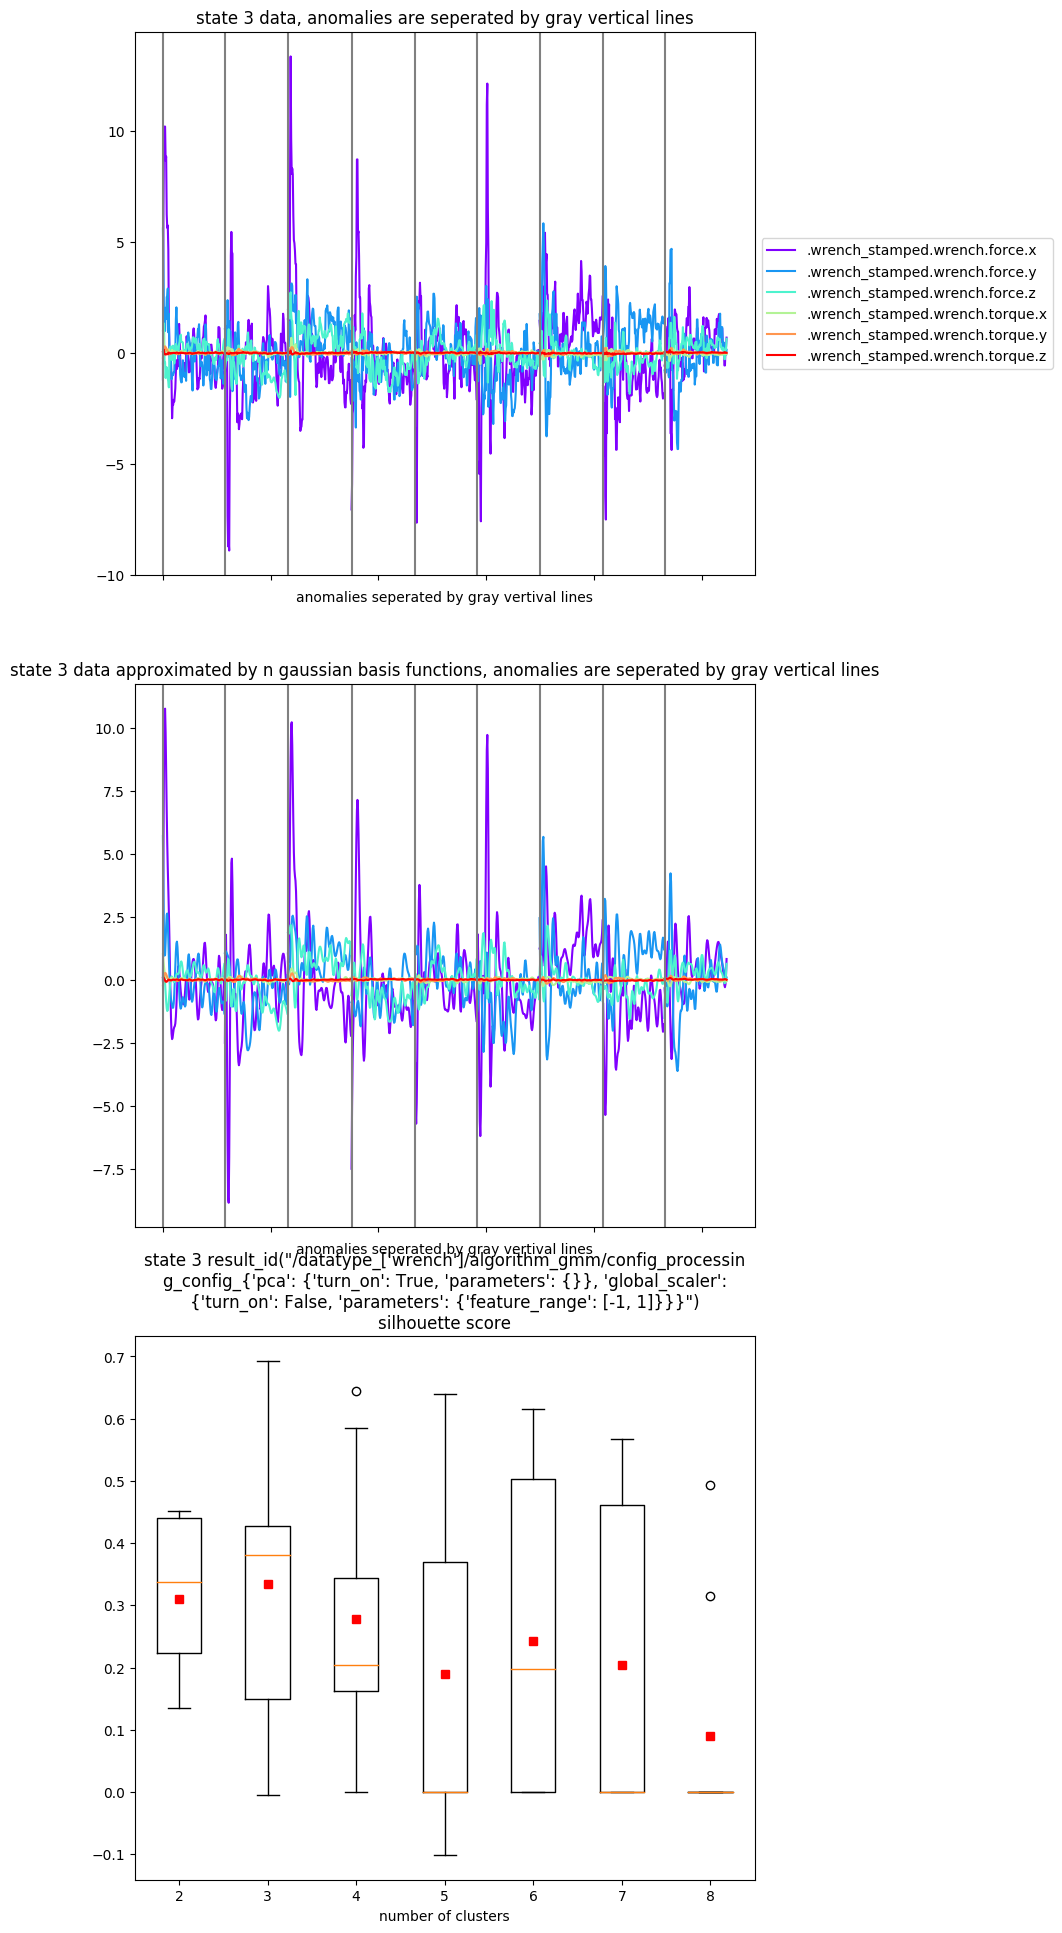 state 3 data, anomalies are seperated by gray vertical lines
10
5
0
−5
−10
anomalies seperated by gray vertival lines
.wrench_stamped.wrench.force.x
.wrench_stamped.wrench.force.y
.wrench_stamped.wrench.force.z
.wrench_stamped.wrench.torque.x
.wrench_stamped.wrench.torque.y
.wrench_stamped.wrench.torque.z
state 3 data approximated by n gaussian basis functions, anomalies are seperated by gray vertical lines
10.0
7.5
5.0
2.5
0.0
−2.5
−5.0
−7.5
anomalies seperated by gray vertival lines
state 3 result_id("/datatype_['wrench']/algorithm_gmm/config_processin
g_config_{'pca': {'turn_on': True, 'parameters': {}}, 'global_scaler':
{'turn_on': False, 'parameters': {'feature_range': [-1, 1]}}}")
silhouette score
0.7
0.6
0.5
0.4
0.3
0.2
0.1
0.0
−0.1
2 3 4 5 6 7 8
number of clusters